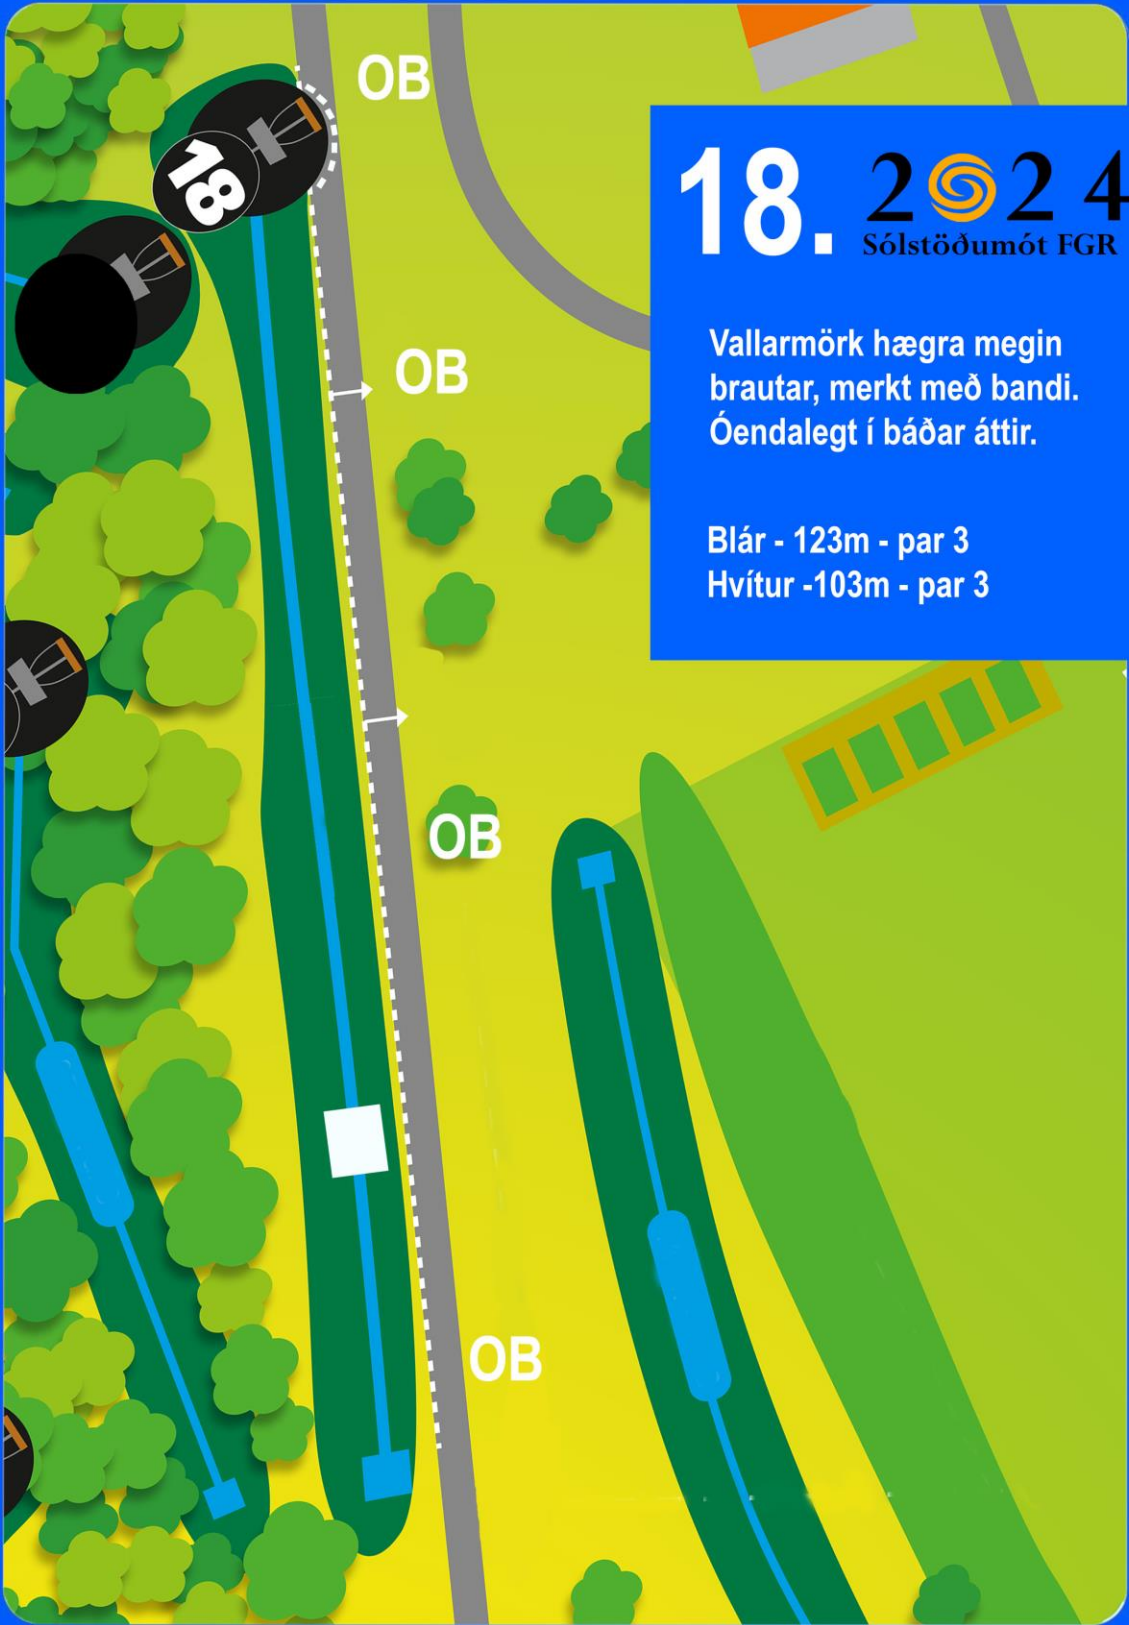 OB
18
18.
2024
Sólstöðumót FGR
Vallarmörk hægra megin
brautar, merkt með bandi.
Óendalegt í báðar áttir.
Blár - 123m - par 3
Hvítur -103m - par 3
OB
OB
OB